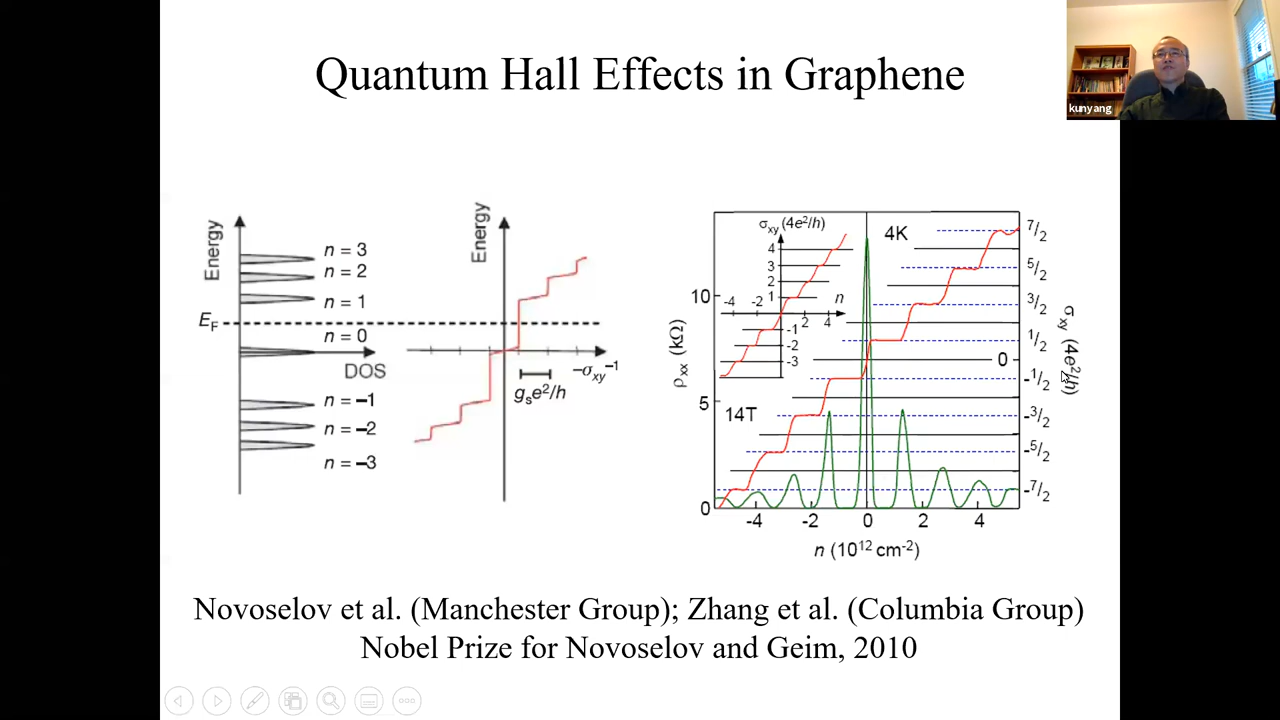 Quantum Hall Effects in Graphene
kunyang
Energy
n = 3
n = 2
n = 1
E_F
n = 0
DOS
n = −1
n = −2
n = −3
Energy
−σ_xy^−1
g_s e²/h
σ_xy (4e²/h)
4
3
2
1
-4 -2 2 4
n
-1
-2
-3
4K
14T
ρ_xx (kΩ)
10
5
0
7/2
5/2
3/2
1/2
0
-1/2
-3/2
-5/2
-7/2
σ_xy (4e²/h)
-4 -2 0 2 4
n (10¹² cm⁻²)
Novoselov et al. (Manchester Group); Zhang et al. (Columbia Group)
Nobel Prize for Novoselov and Geim, 2010